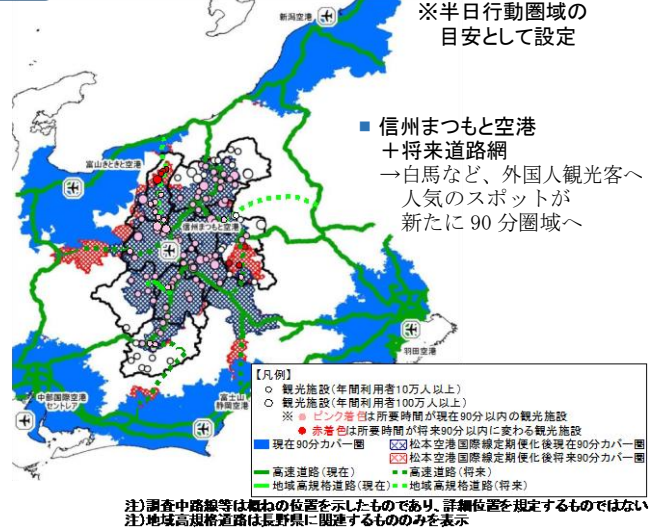 ※半日行動圏域の
目安として設定
新潟空港
■ 信州まつもと空港
＋将来道路網
→白馬など、外国人観光客へ
人気のスポットが
新たに 90 分圏域へ
富山きときと空港
信州まつもと空港
羽田空港
中部国際空港
セントレア
富士山
静岡空港
【凡例】
○ 観光施設(年間利用者10万人以上)
○ 観光施設(年間利用者100万人以上)
※ ● ピンク着色は所要時間が現在90分以内の観光施設
● 赤着色は所要時間が将来90分以内に変わる観光施設
現在90分カバー圏 松本空港国際線定期便化後現在90分カバー圏
松本空港国際線定期便化後将来90分カバー圏
高速道路(現在) 高速道路(将来)
地域高規格道路(現在) 地域高規格道路(将来)
注)調査中路線等は概ねの位置を示したものであり、詳細位置を規定するものではない
注)地域高規格道路は長野県に関連するもののみを表示